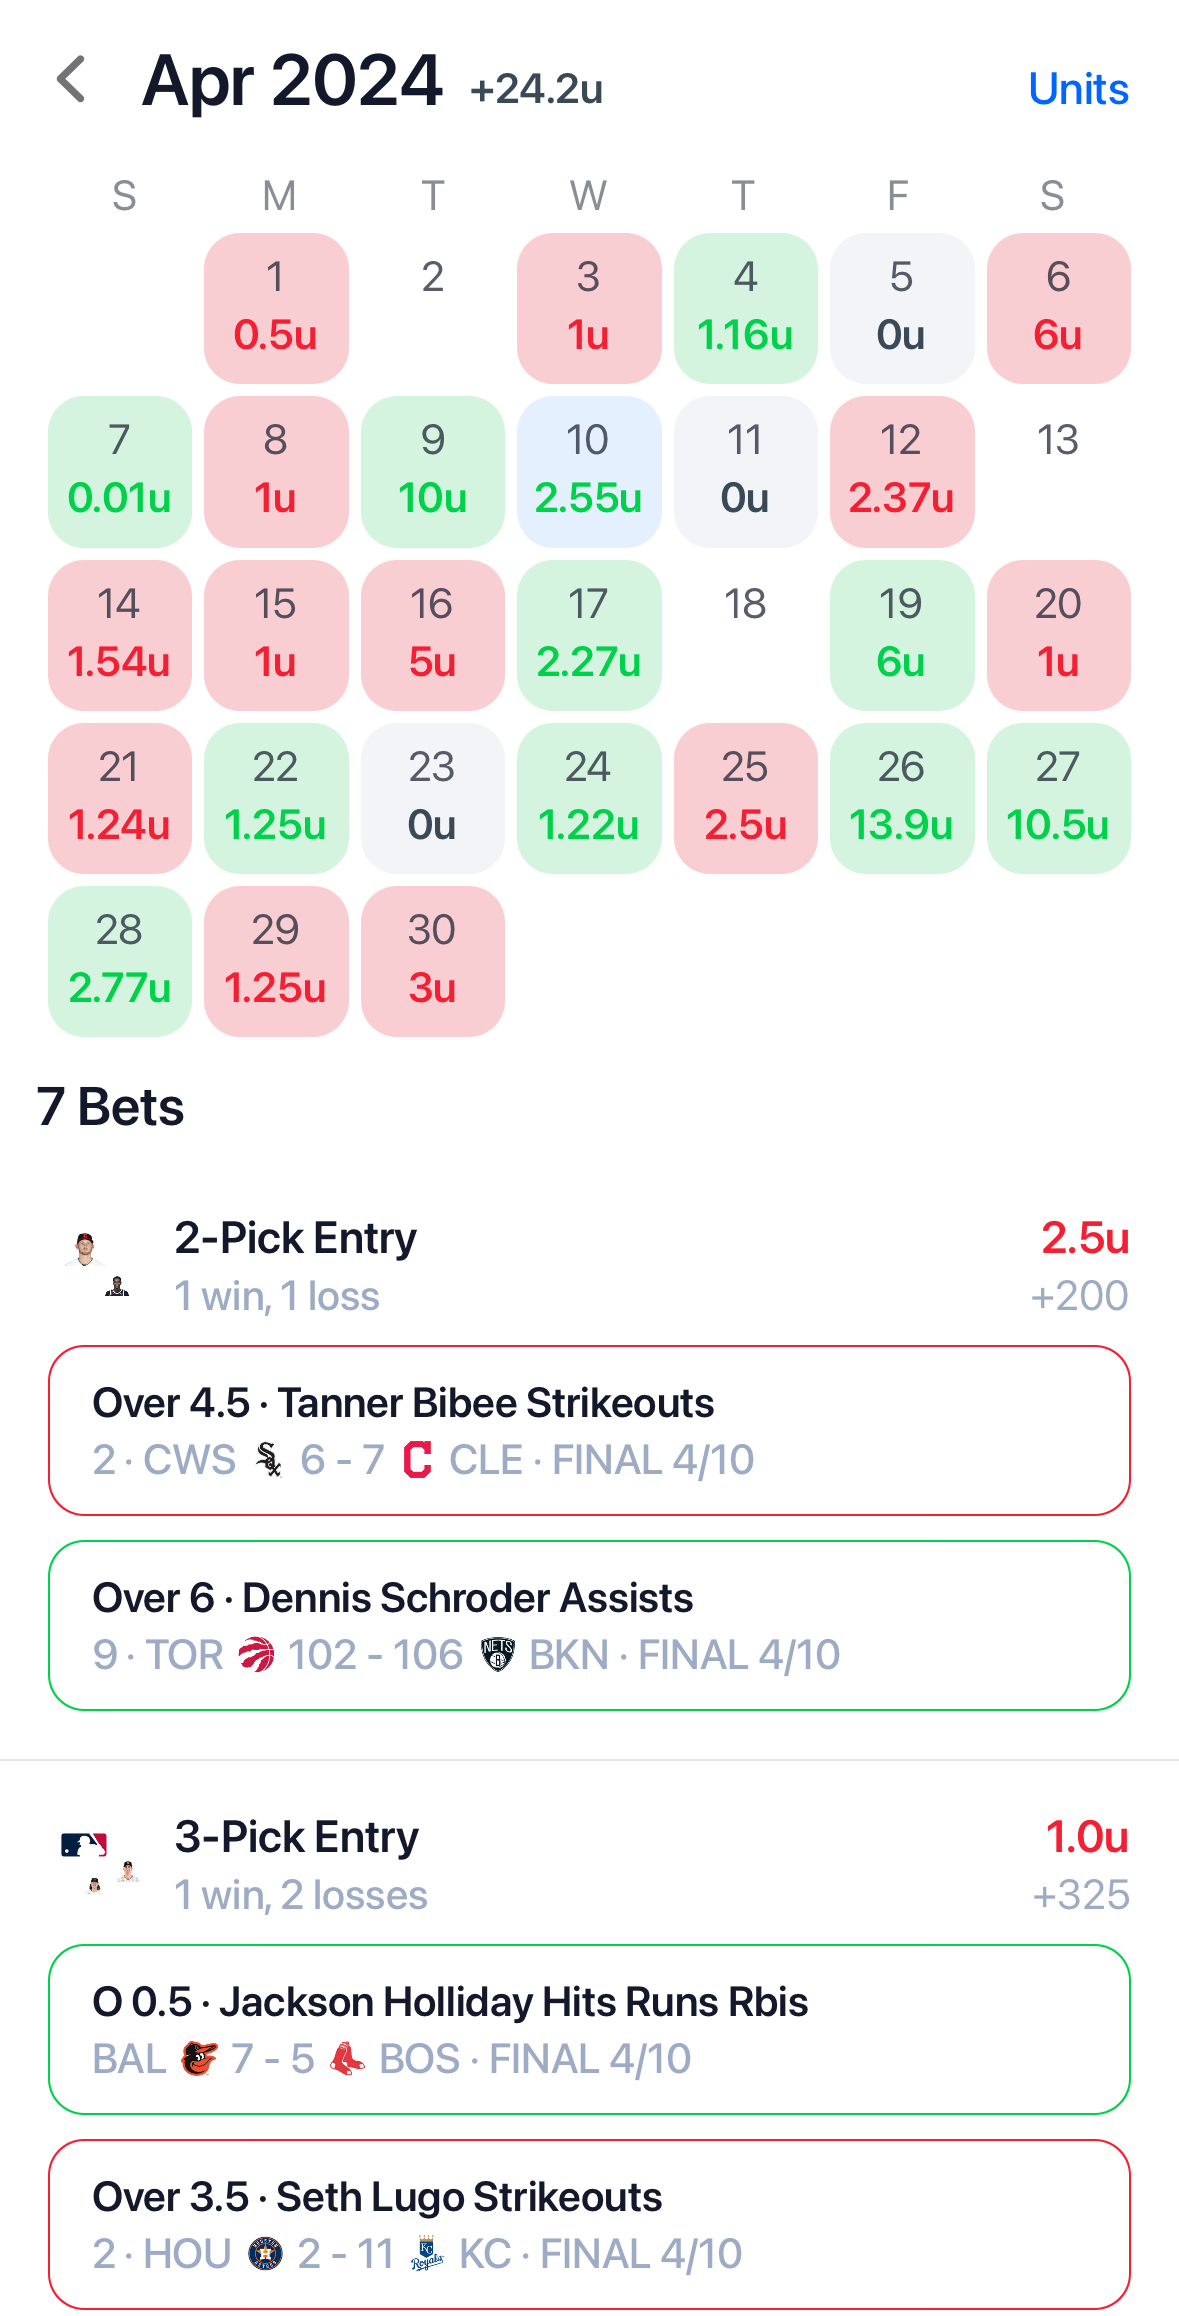 Apr 2024 +24.2u Units
S M T W T F S
1 2 3 4 5 6
0.5u 1u 1.16u 0u 6u
7 8 9 10 11 12 13
0.01u 1u 10u 2.55u 0u 2.37u
14 15 16 17 18 19 20
1.54u 1u 5u 2.27u 6u 1u
21 22 23 24 25 26 27
1.24u 1.25u 0u 1.22u 2.5u 13.9u 10.5u
28 29 30
2.77u 1.25u 3u
7 Bets
2-Pick Entry 2.5u
1 win, 1 loss +200
Over 4.5 · Tanner Bibee Strikeouts
2 · CWS 6 - 7 C CLE · FINAL 4/10
Over 6 · Dennis Schroder Assists
9 · TOR 102 - 106 NETS B BKN · FINAL 4/10
3-Pick Entry 1.0u
1 win, 2 losses +325
O 0.5 · Jackson Holliday Hits Runs Rbis
BAL 7 - 5 BOS · FINAL 4/10
Over 3.5 · Seth Lugo Strikeouts
2 · HOU 2 - 11 KC Royals KC · FINAL 4/10